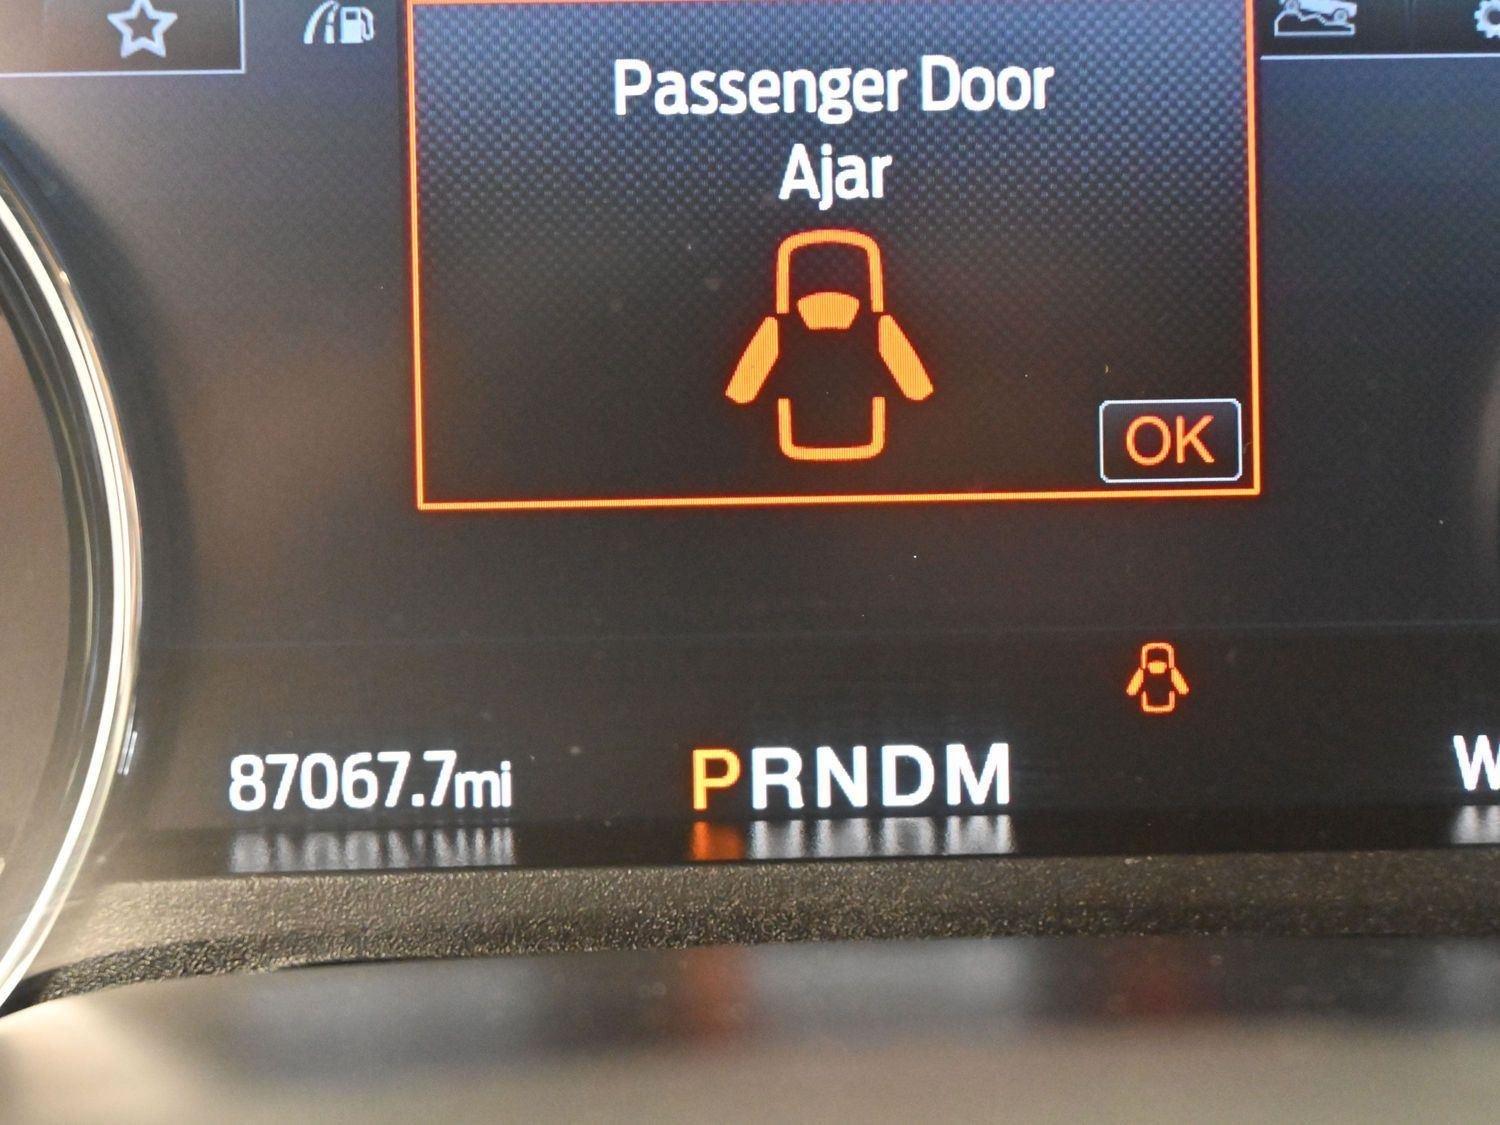 Passenger Door
Ajar
OK
87067.7mi
PRNDM
W